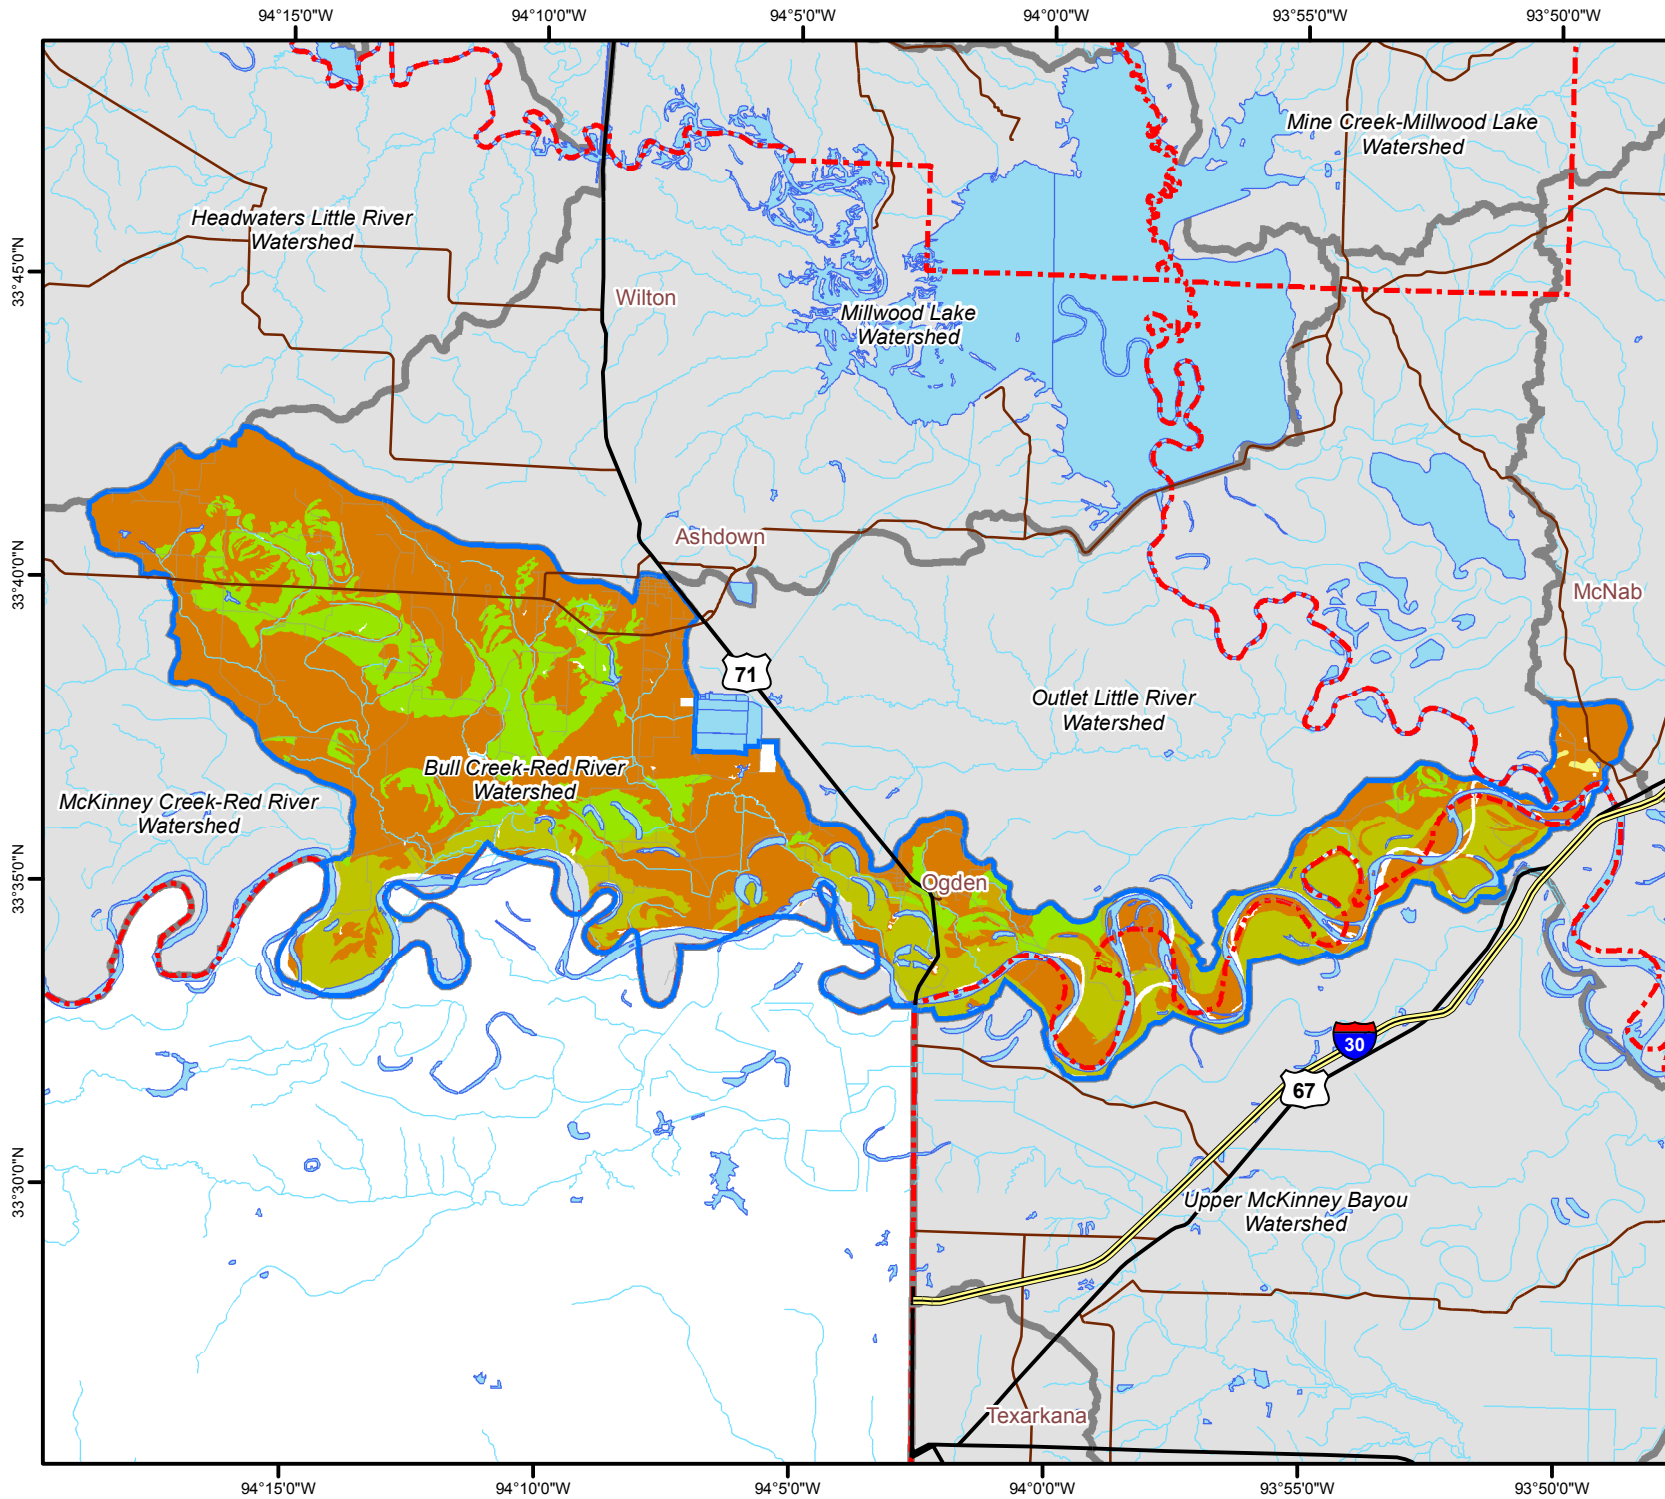 94°15'0"W
94°10'0"W
94°5'0"W
94°0'0"W
93°55'0"W
93°50'0"W
Mine Creek-Millwood Lake
Watershed
Headwaters Little River
Watershed
33°45'0"N
Wilton
Millwood Lake
Watershed
Ashdown
33°40'0"N
McNab
71
Outlet Little River
Watershed
Bull Creek-Red River
Watershed
McKinney Creek-Red River
Watershed
33°35'0"N
Ogden
30
67
33°30'0"N
Upper McKinney Bayou
Watershed
Texarkana
94°15'0"W
94°10'0"W
94°5'0"W
94°0'0"W
93°55'0"W
93°50'0"W